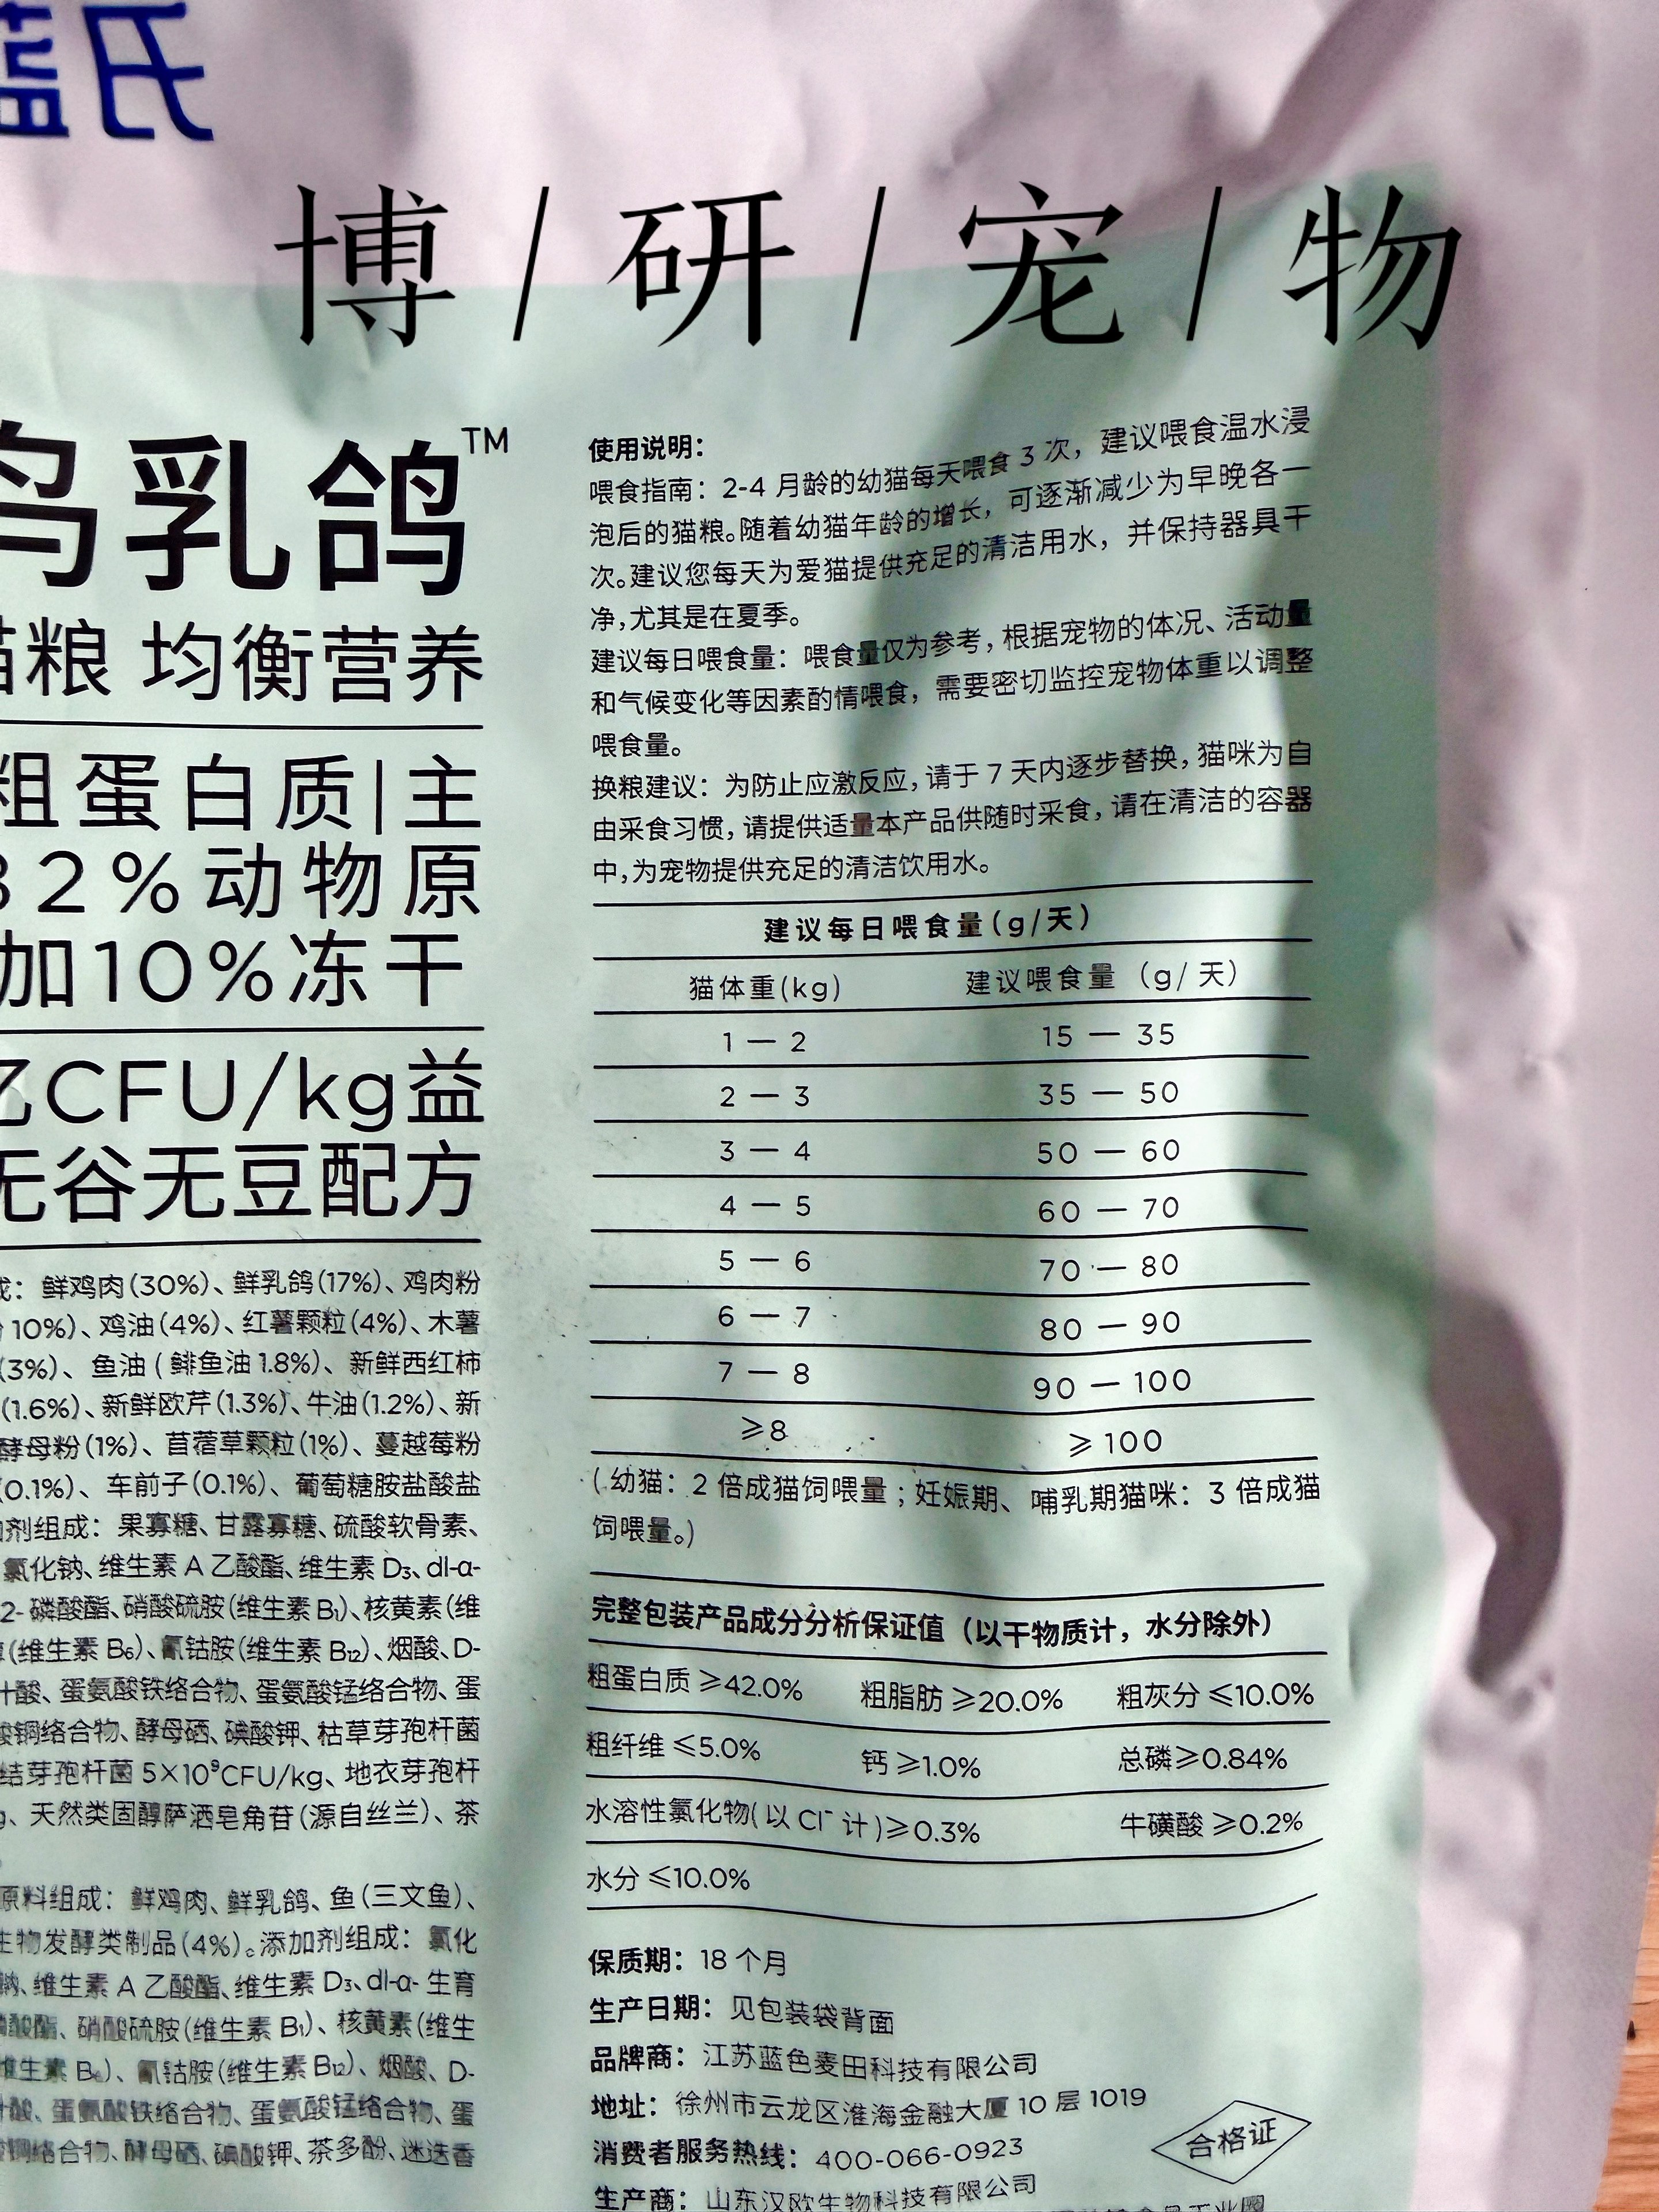 蓝氏
博/研/宠/物
乳鸽™
猫粮 均衡营养
粗蛋白质|主
2%动物原
加10%冻干
亿CFU/kg益
无谷无豆配方
成：鲜鸡肉(30%)、鲜乳鸽(17%)、鸡肉粉
10%)、鸡油(4%)、红薯颗粒(4%)、木薯
(3%)、鱼油(鳀鱼油1.8%)、新鲜西红柿
(1.6%)、新鲜欧芹(1.3%)、牛油(1.2%)、新
酵母粉(1%)、苜蓿草颗粒(1%)、蔓越莓粉
(0.1%)、车前子(0.1%)、葡萄糖胺盐酸盐
加剂组成：果寡糖、甘露寡糖、硫酸软骨素、
氯化钠、维生素 A 乙酸酯、维生素 D₃、dl-α-
2-磷酸酯、硝酸硫胺(维生素 B₁)、核黄素(维
(维生素 B₆)、氰钴胺(维生素 B₁₂)、烟酸、D-
叶酸、蛋氨酸铁络合物、蛋氨酸锰络合物、蛋
酸铜络合物、酵母硒、碘酸钾、枯草芽孢杆菌
结芽孢杆菌 5×10⁹CFU/kg、地衣芽孢杆
g、天然类固醇萨洒皂角苷(源自丝兰)、茶
原料组成：鲜鸡肉、鲜乳鸽、鱼(三文鱼)、
生物发酵类制品(4%)。添加剂组成：氯化
钠、维生素 A 乙酸酯、维生素 D₃、dl-α-生育
磷酸酯、硝酸硫胺(维生素 B₁)、核黄素(维生
维生素 B₆)、氰钴胺(维生素 B₁₂)、烟酸、D-
叶酸、蛋氨酸铁络合物、蛋氨酸锰络合物、蛋
酸铜络合物、酵母硒、碘酸钾、茶多酚、迷迭香
使用说明：
喂食指南：2-4 月龄的幼猫每天喂食 3 次，建议喂食温水浸
泡后的猫粮。随着幼猫年龄的增长，可逐渐减少为早晚各一
次。建议您每天为爱猫提供充足的清洁用水，并保持器具干
净，尤其是在夏季。
建议每日喂食量：喂食量仅为参考，根据宠物的体况、活动量
和气候变化等因素酌情喂食，需要密切监控宠物体重以调整
喂食量。
换粮建议：为防止应激反应，请于 7 天内逐步替换，猫咪为自
由采食习惯，请提供适量本产品供随时采食，请在清洁的容器
中，为宠物提供充足的清洁饮用水。
建议每日喂食量(g/天)
猫体重(kg) 建议喂食量（g/ 天）
1 — 2 15 — 35
2 — 3 35 — 50
3 — 4 50 — 60
4 — 5 60 — 70
5 — 6 70 — 80
6 — 7 80 — 90
7 — 8 90 — 100
≥8 ≥100
(幼猫：2 倍成猫饲喂量；妊娠期、哺乳期猫咪：3 倍成猫
饲喂量。)
完整包装产品成分分析保证值（以干物质计，水分除外）
粗蛋白质 ≥42.0% 粗脂肪 ≥20.0% 粗灰分 ≤10.0%
粗纤维 ≤5.0% 钙 ≥1.0% 总磷≥0.84%
水溶性氯化物(以 Cl⁻ 计)≥0.3% 牛磺酸 ≥0.2%
水分 ≤10.0%
保质期：18 个月
生产日期：见包装袋背面
品牌商：江苏蓝色麦田科技有限公司
地址：徐州市云龙区淮海金融大厦 10 层 1019
消费者服务热线：400-066-0923
合格证
生产商：山东汉欧生物科技有限公司